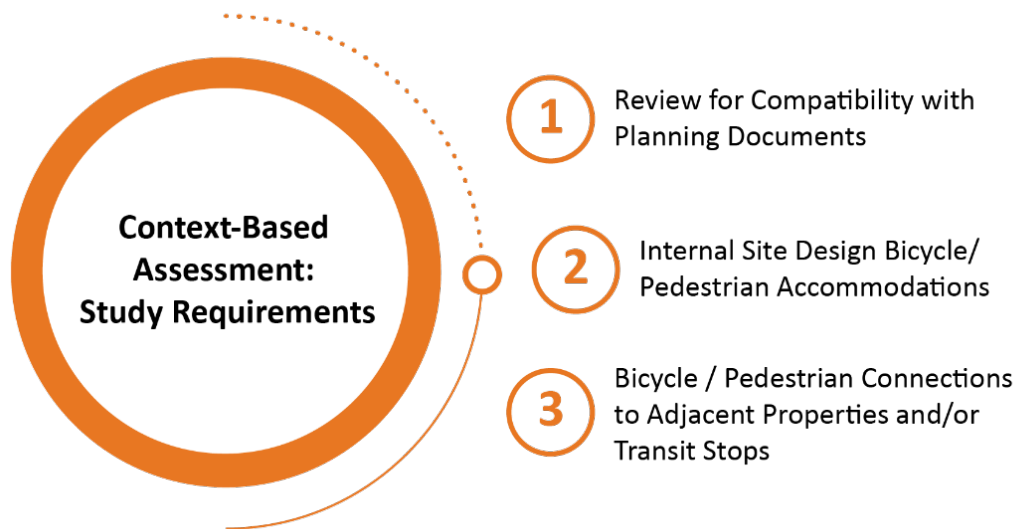 Context-Based
Assessment:
Study Requirements
1
Review for Compatibility with
Planning Documents
2
Internal Site Design Bicycle/
Pedestrian Accommodations
3
Bicycle / Pedestrian Connections
to Adjacent Properties and/or
Transit Stops